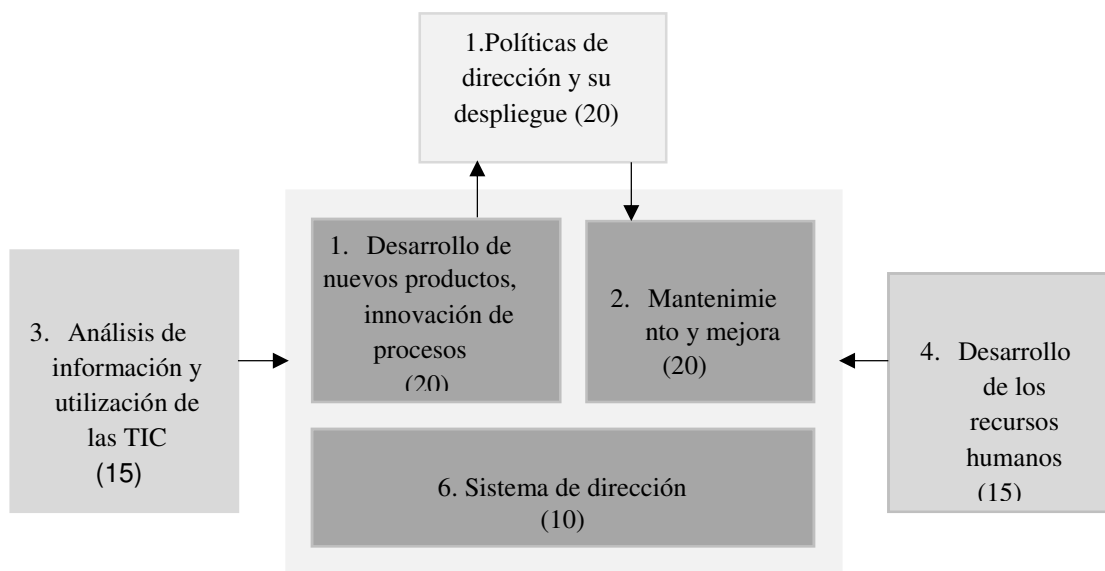 1.Políticas de
dirección y su
despliegue (20)
1. Desarrollo de
nuevos productos,
innovación de
procesos
(20)
2. Mantenimie
nto y mejora
(20)
3. Análisis de
información y
utilización de
las TIC
(15)
4. Desarrollo
de los
recursos
humanos
(15)
6. Sistema de dirección
(10)